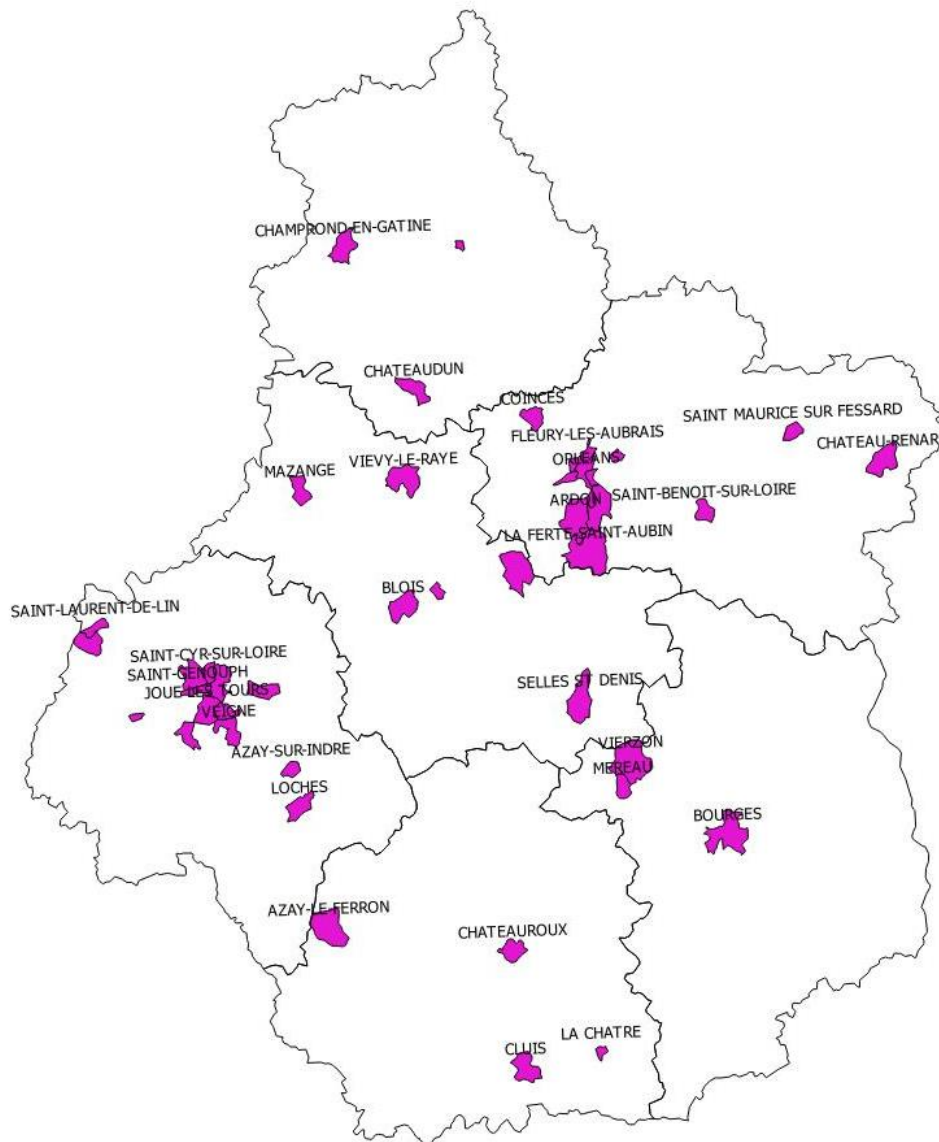 CHAMPROND-EN-GATINE
CHATEAUDUN
COINCES
SAINT MAURICE SUR FESSARD
FLEURY-LES-AUBRAIS
CHATEAU-RENAR
VIEVY-LE-RAYE
ORLEANS
MAZANGE
ARDON
SAINT-BENOIT-SUR-LOIRE
LA FERTE-SAINT-AUBIN
BLOIS
SAINT-LAURENT-DE-LIN
SAINT-CYR-SUR-LOIRE
SAINT-GENOUPH
SELLES ST DENIS
JOUE-LES-TOURS
VEIGNE
VIERZON
AZAY-SUR-INDRE
MEREAU
LOCHES
BOURGES
AZAY-LE-FERRON
CHATEAUROUX
LA CHATRE
CLUIS